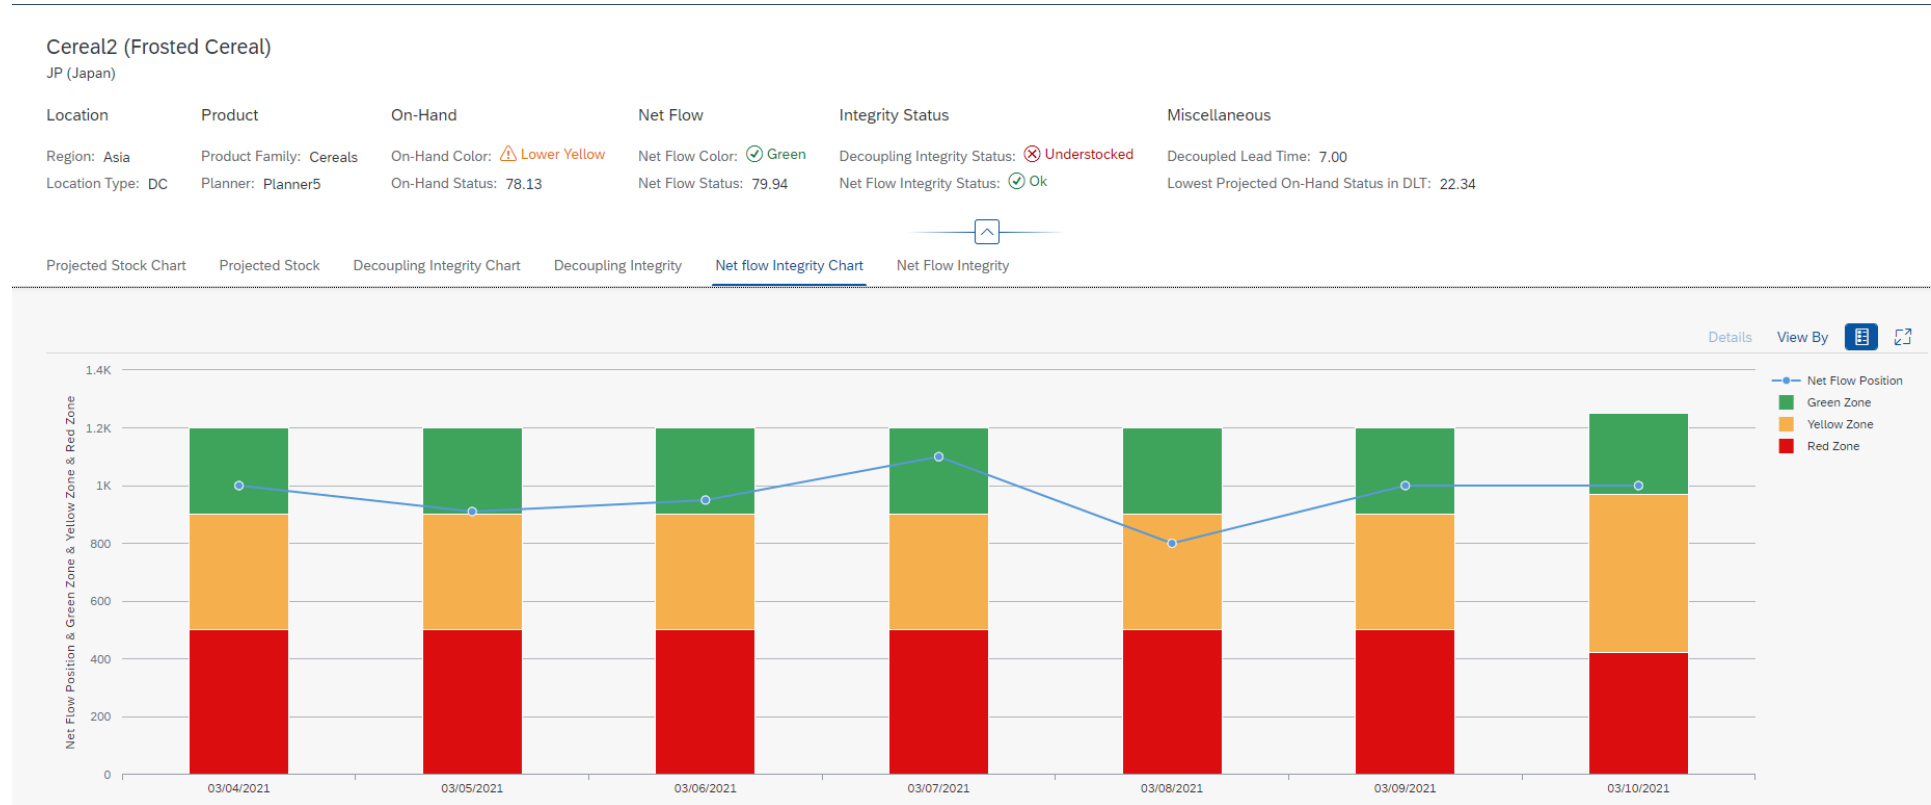 Cereal2 (Frosted Cereal)
JP (Japan)
Location Product On-Hand Net Flow Integrity Status Miscellaneous
Region: Asia Product Family: Cereals On-Hand Color: Lower Yellow Net Flow Color: Green Decoupling Integrity Status: Understocked Decoupled Lead Time: 7.00
Location Type: DC Planner: Planner5 On-Hand Status: 78.13 Net Flow Status: 79.94 Net Flow Integrity Status: Ok Lowest Projected On-Hand Status in DLT: 22.34
Projected Stock Chart Projected Stock Decoupling Integrity Chart Decoupling Integrity Net flow Integrity Chart Net Flow Integrity
Details View By
Net Flow Position & Green Zone & Yellow Zone & Red Zone
1.4K
1.2K
1K
800
600
400
200
0
03/04/2021 03/05/2021 03/06/2021 03/07/2021 03/08/2021 03/09/2021 03/10/2021
Net Flow Position
Green Zone
Yellow Zone
Red Zone